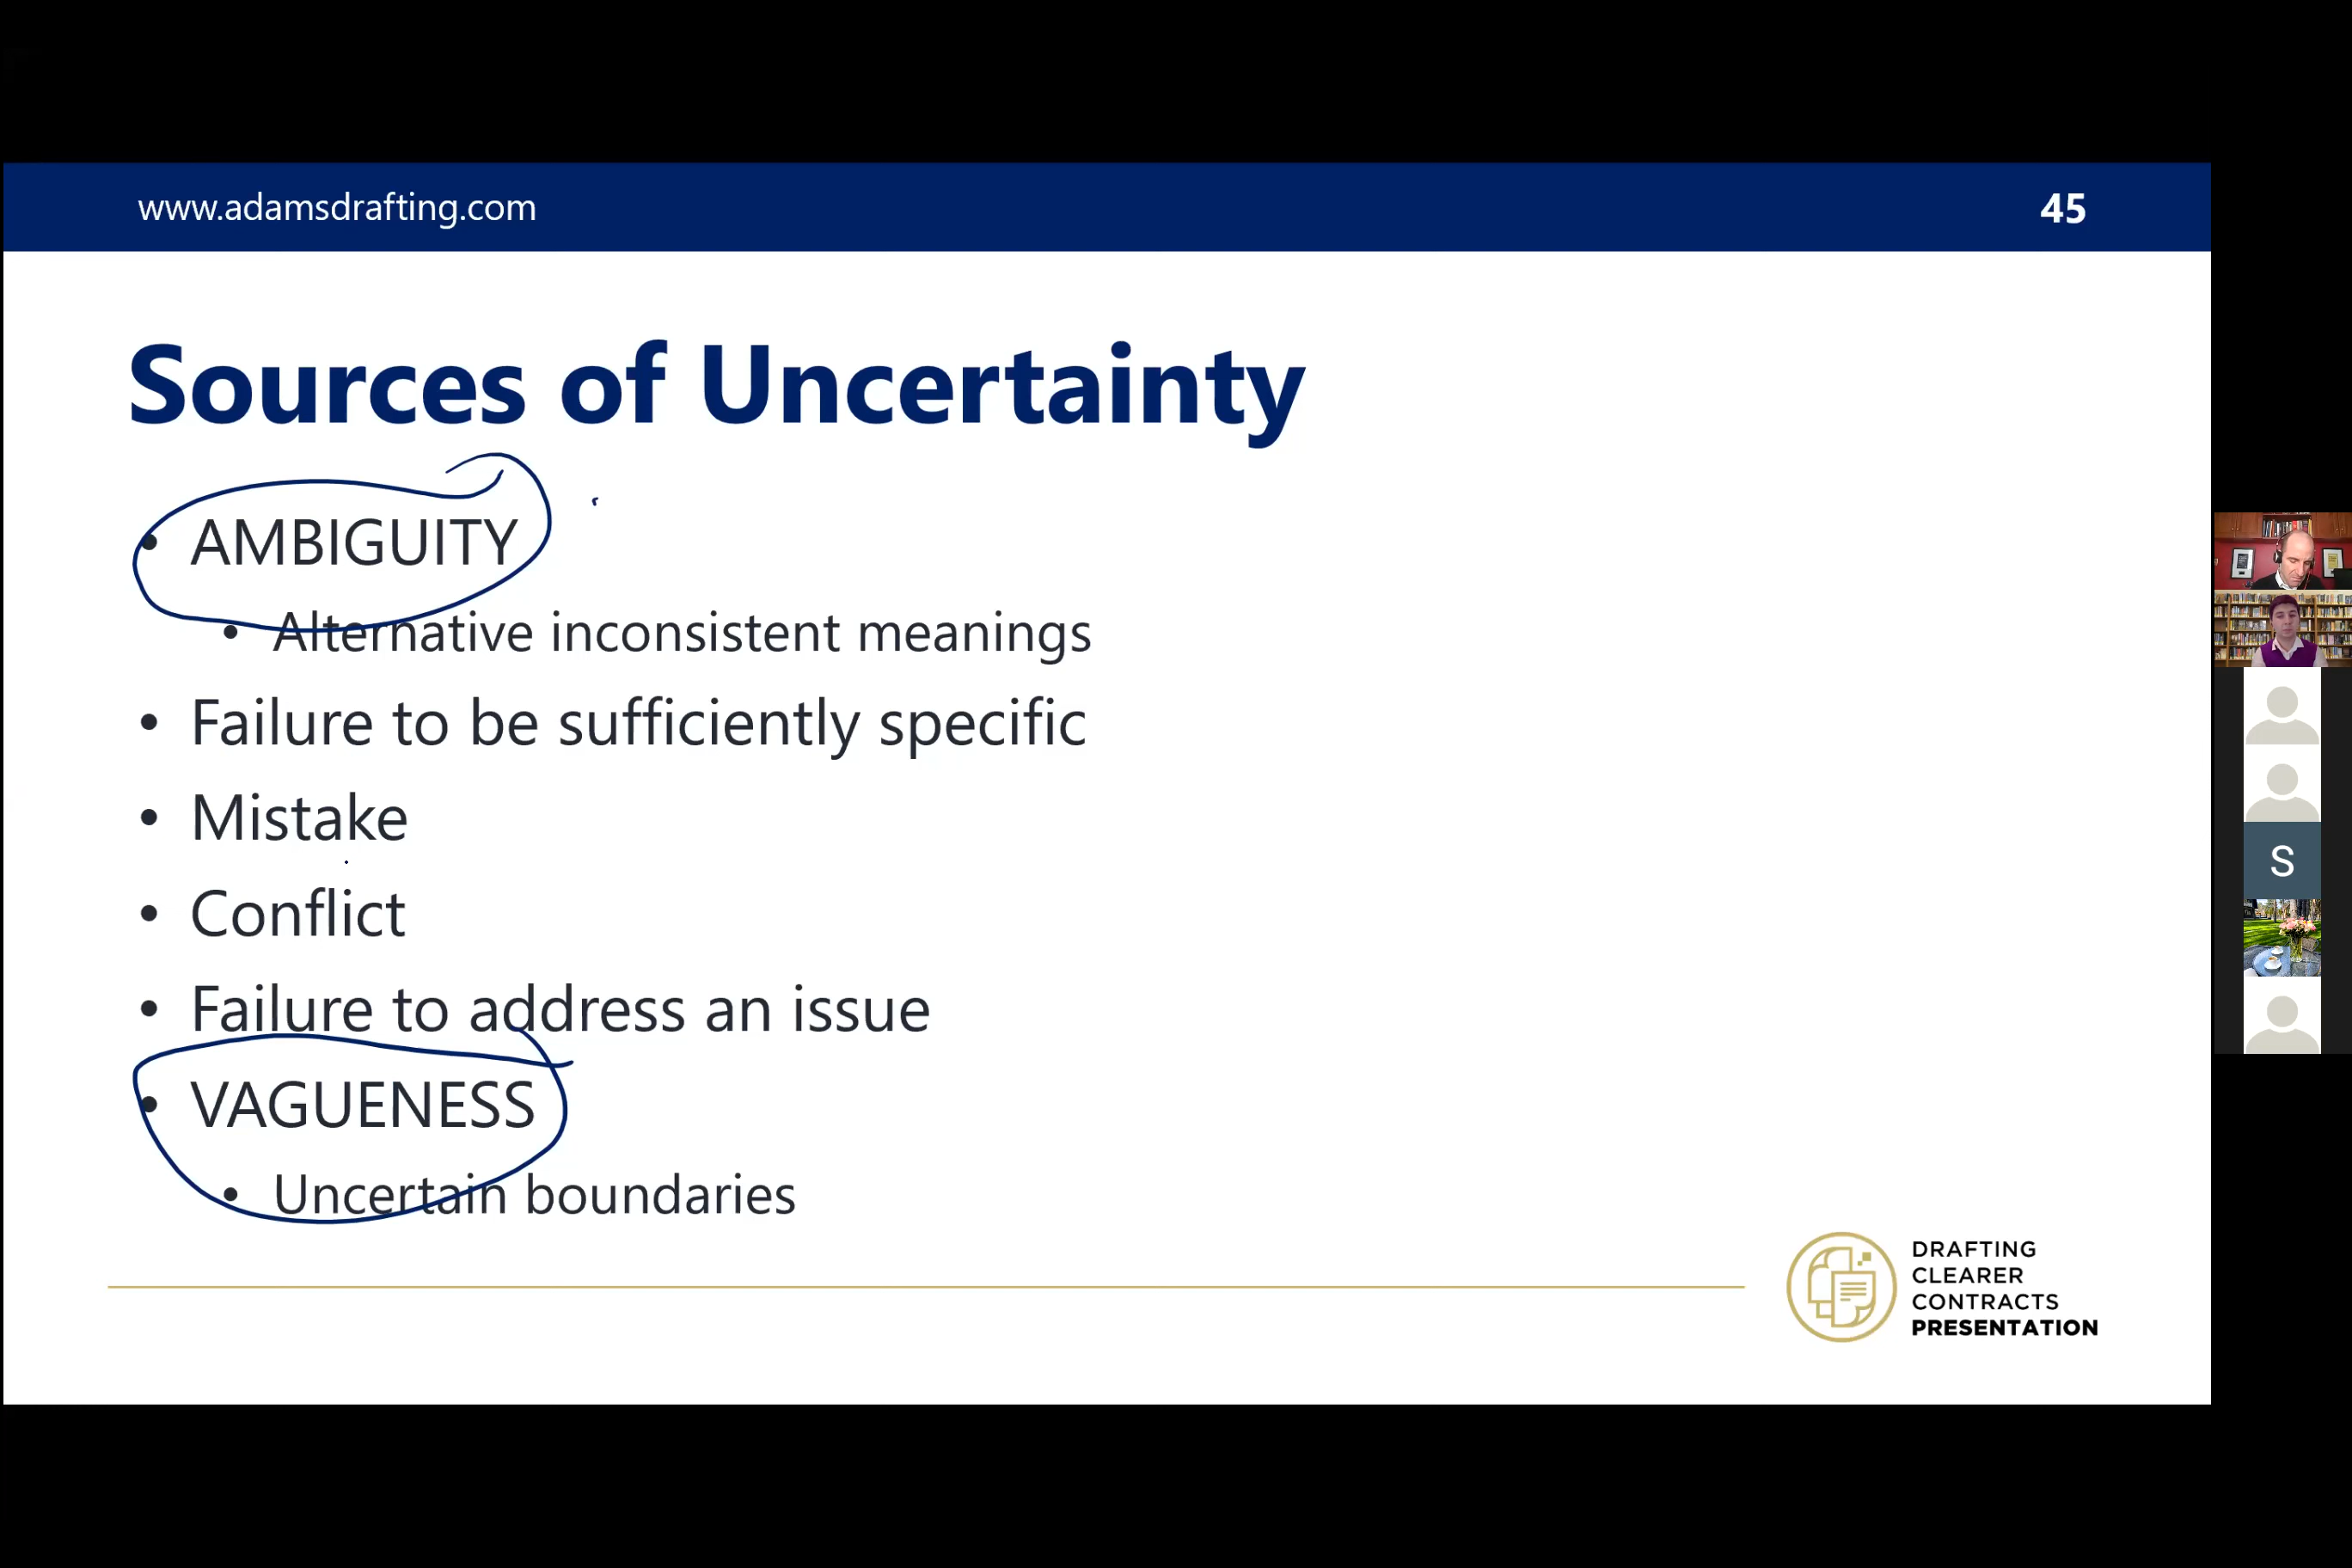 www.adamsdrafting.com
45
Sources of Uncertainty
• AMBIGUITY
• Alternative inconsistent meanings
• Failure to be sufficiently specific
• Mistake
• Conflict
• Failure to address an issue
• VAGUENESS
• Uncertain boundaries
DRAFTING
CLEARER
CONTRACTS
PRESENTATION
S